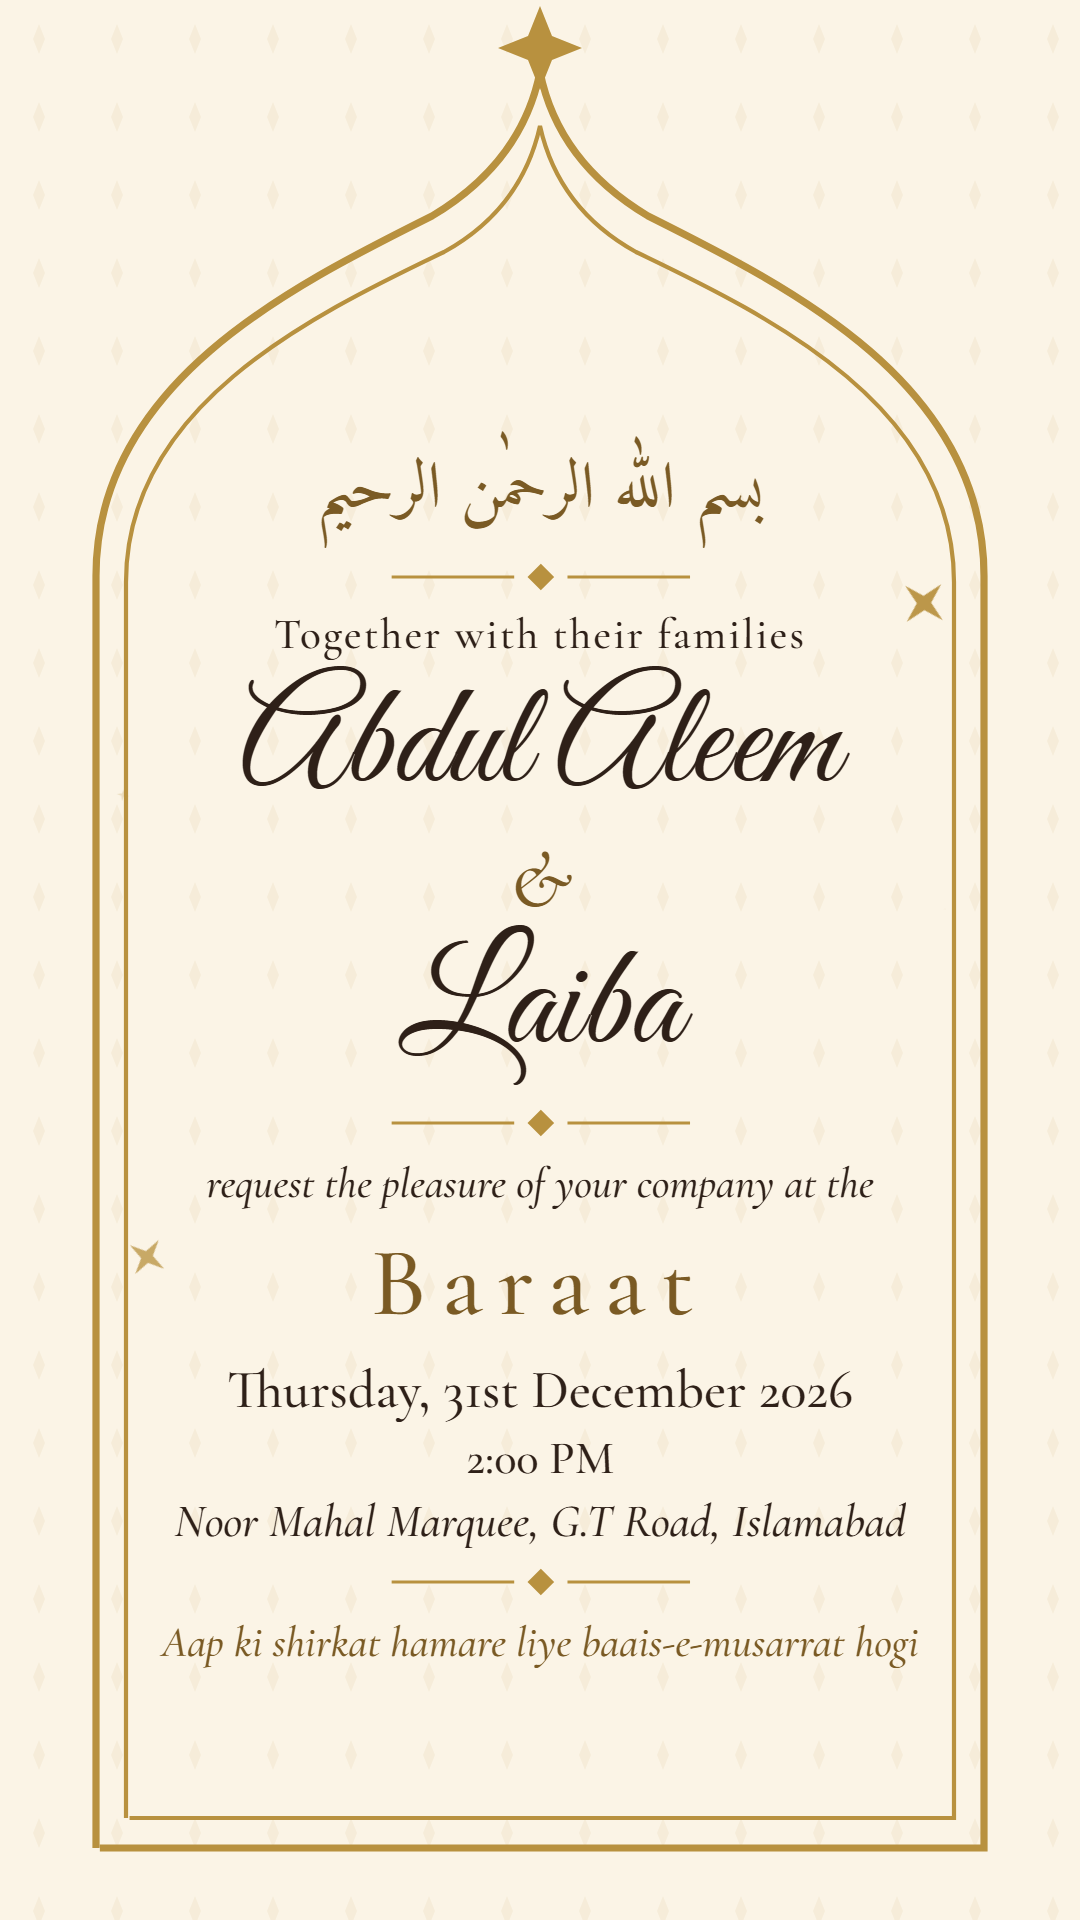 بسم الله الرحمٰن الرحيم
Together with their families
Abdul Aleem
&
Laiba
request the pleasure of your company at the
Baraat
Thursday, 31st December 2026
2:00 PM
Noor Mahal Marquee, G.T Road, Islamabad
Aap ki shirkat hamare liye baais-e-musarrat hogi